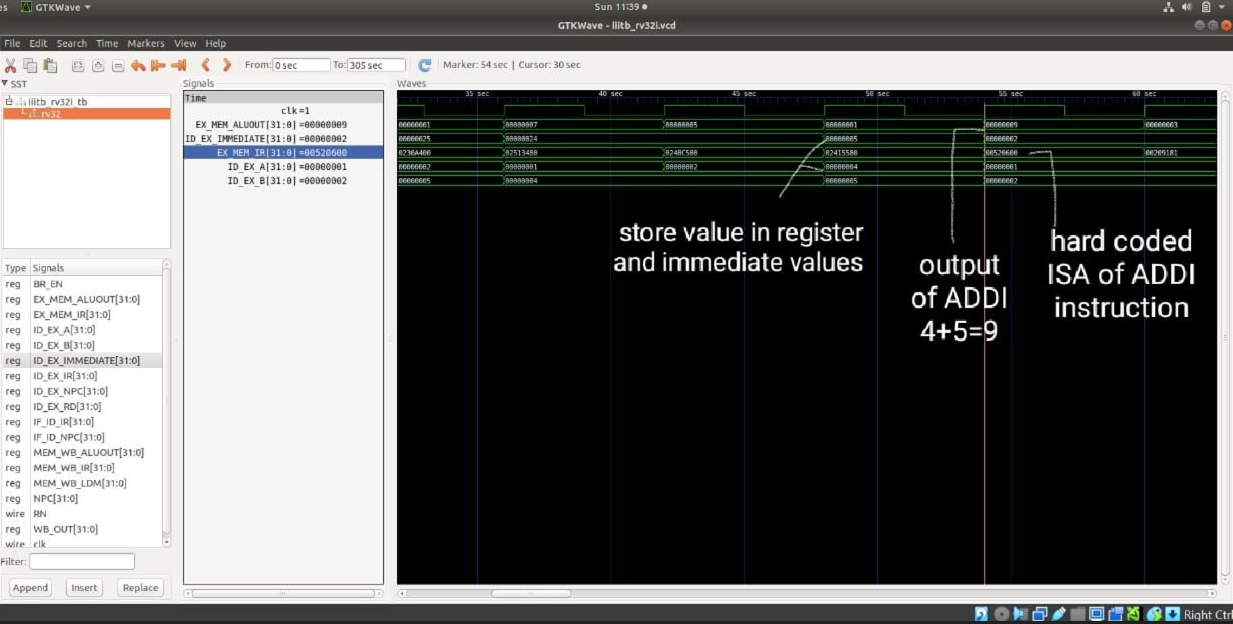 es GTKWave Sun 11:39
GTKWave - iiitb_rv32i.vcd
File Edit Search Time Markers View Help
From: 0 sec To: 305 sec Marker: 54 sec | Cursor: 30 sec
SST
iiitb_rv32i_tb
rv32
Type Signals
reg BR_EN
reg EX_MEM_ALUOUT[31:0]
reg EX_MEM_IR[31:0]
reg ID_EX_A[31:0]
reg ID_EX_B[31:0]
reg ID_EX_IMMEDIATE[31:0]
reg ID_EX_IR[31:0]
reg ID_EX_NPC[31:0]
reg ID_EX_RD[31:0]
reg IF_ID_IR[31:0]
reg IF_ID_NPC[31:0]
reg MEM_WB_ALUOUT[31:0]
reg MEM_WB_IR[31:0]
reg MEM_WB_LDM[31:0]
reg NPC[31:0]
wire RN
reg WB_OUT[31:0]
wire clk
Filter:
Append Insert Replace
Signals
Time
clk=1
EX_MEM_ALUOUT[31:0] =00000009
ID_EX_IMMEDIATE[31:0] =00000002
EX_MEM_IR[31:0] =00520600
ID_EX_A[31:0] =00000001
ID_EX_B[31:0] =00000002
Waves
35 sec 40 sec 45 sec 50 sec 55 sec 60 sec
00000001 00000007 00000005 00000001 00000009 00000003
00000025 00000024 00000005 00000002
0230A400 02513400 0240C500 02415580 00520600 00209181
00000002 00000001 00000002 00000004 00000001
00000005 00000004 00000005 00000002
store value in register
and immediate values
output
of ADDI
4+5=9
hard coded
ISA of ADDI
instruction
Right Ctrl